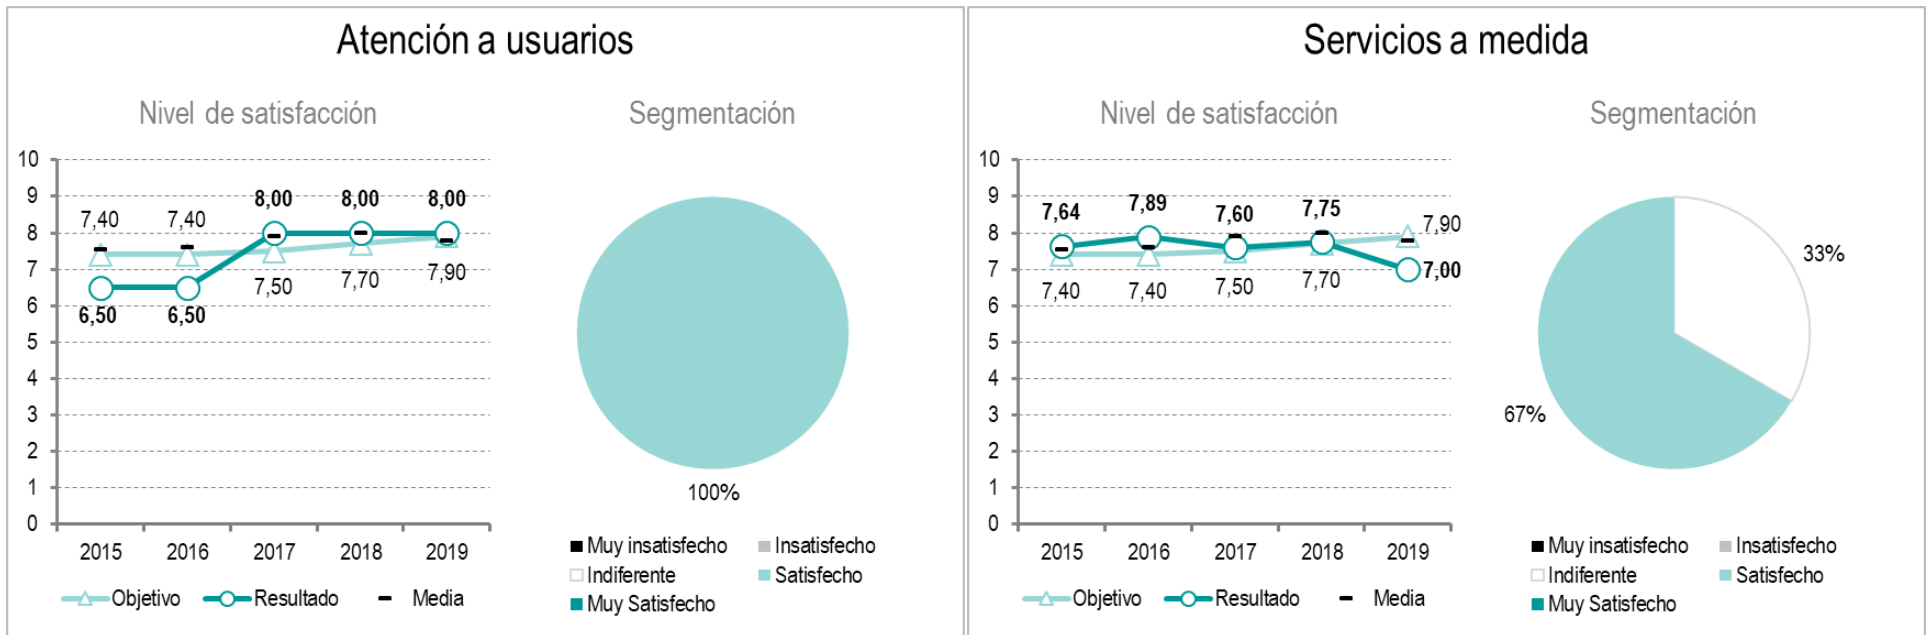 Atención a usuarios
Nivel de satisfacción
Segmentación
10
9
8
7
6
5
4
3
2
1
0
7,40
7,40
8,00
8,00
8,00
6,50
6,50
7,50
7,70
7,90
2015
2016
2017
2018
2019
Objetivo
Resultado
Media
100%
Muy insatisfecho
Insatisfecho
Indiferente
Satisfecho
Muy Satisfecho
Servicios a medida
Nivel de satisfacción
Segmentación
10
9
8
7
6
5
4
3
2
1
0
7,64
7,89
7,60
7,75
7,90
7,40
7,40
7,50
7,70
7,00
2015
2016
2017
2018
2019
Objetivo
Resultado
Media
33%
67%
Muy insatisfecho
Insatisfecho
Indiferente
Satisfecho
Muy Satisfecho